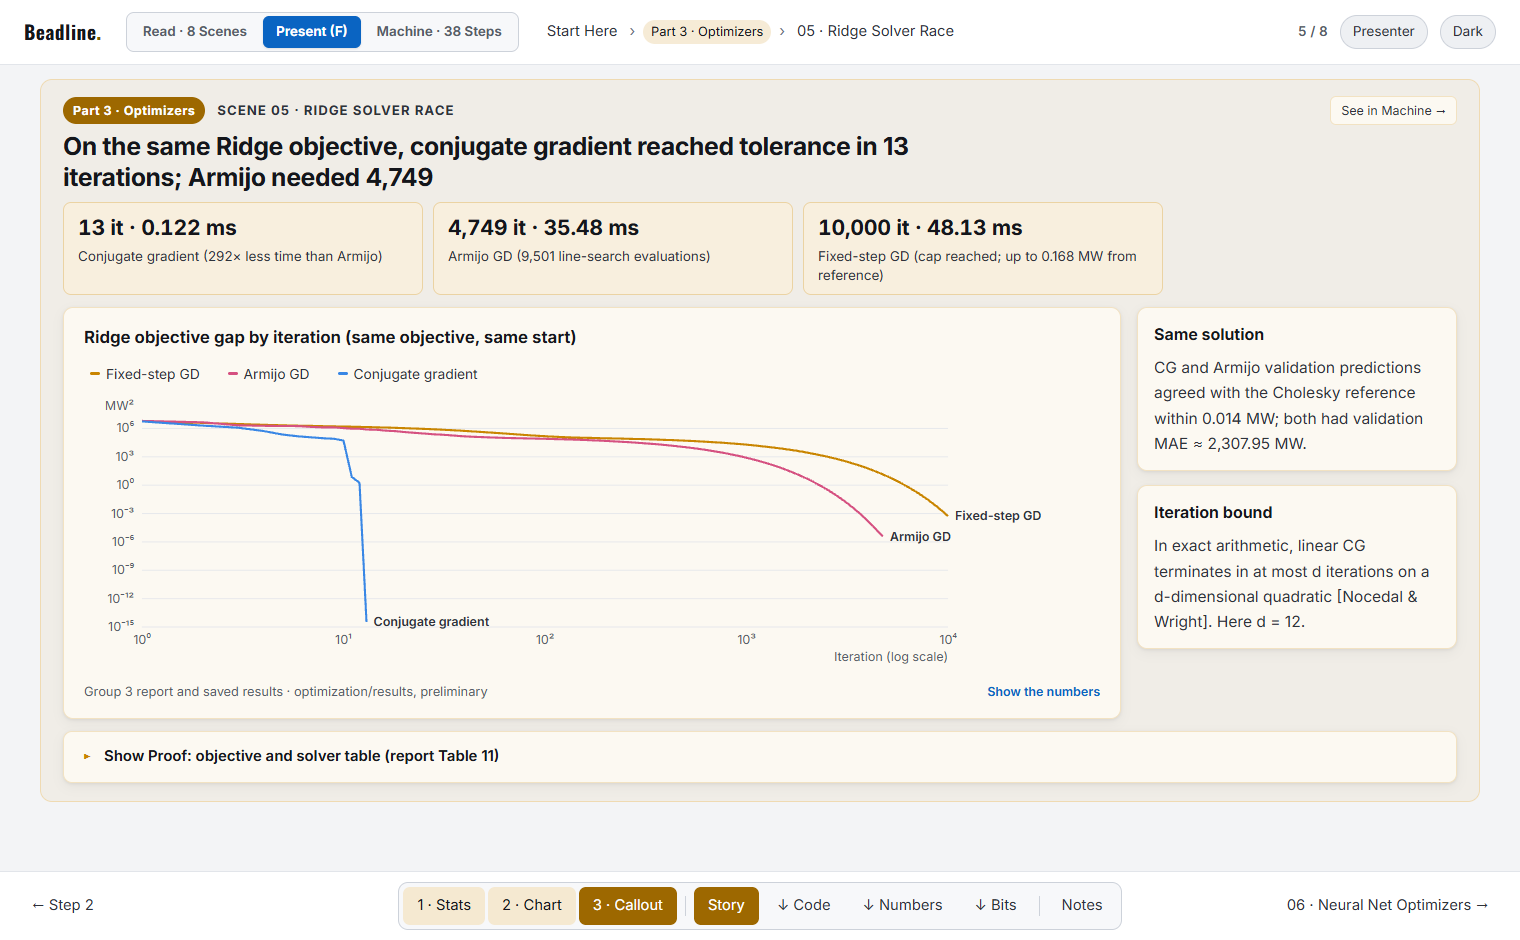 Beadline.
Read · 8 Scenes
Present (F)
Machine · 38 Steps
Start Here › Part 3 · Optimizers › 05 · Ridge Solver Race
5 / 8
Presenter
Dark
Part 3 · Optimizers
SCENE 05 · RIDGE SOLVER RACE
See in Machine →
On the same Ridge objective, conjugate gradient reached tolerance in 13
iterations; Armijo needed 4,749
13 it · 0.122 ms
Conjugate gradient (292× less time than Armijo)
4,749 it · 35.48 ms
Armijo GD (9,501 line-search evaluations)
10,000 it · 48.13 ms
Fixed-step GD (cap reached; up to 0.168 MW from
reference)
Ridge objective gap by iteration (same objective, same start)
Fixed-step GD
Armijo GD
Conjugate gradient
MW²
10⁶
10³
10⁰
10⁻³
10⁻⁶
10⁻⁹
10⁻¹²
10⁻¹⁵
Fixed-step GD
Armijo GD
Conjugate gradient
10⁰
10¹
10²
10³
10⁴
Iteration (log scale)
Group 3 report and saved results · optimization/results, preliminary
Show the numbers
Same solution
CG and Armijo validation predictions
agreed with the Cholesky reference
within 0.014 MW; both had validation
MAE ≈ 2,307.95 MW.
Iteration bound
In exact arithmetic, linear CG
terminates in at most d iterations on a
d-dimensional quadratic [Nocedal &
Wright]. Here d = 12.
▸ Show Proof: objective and solver table (report Table 11)
← Step 2
1 · Stats
2 · Chart
3 · Callout
Story
↓ Code
↓ Numbers
↓ Bits
Notes
06 · Neural Net Optimizers →